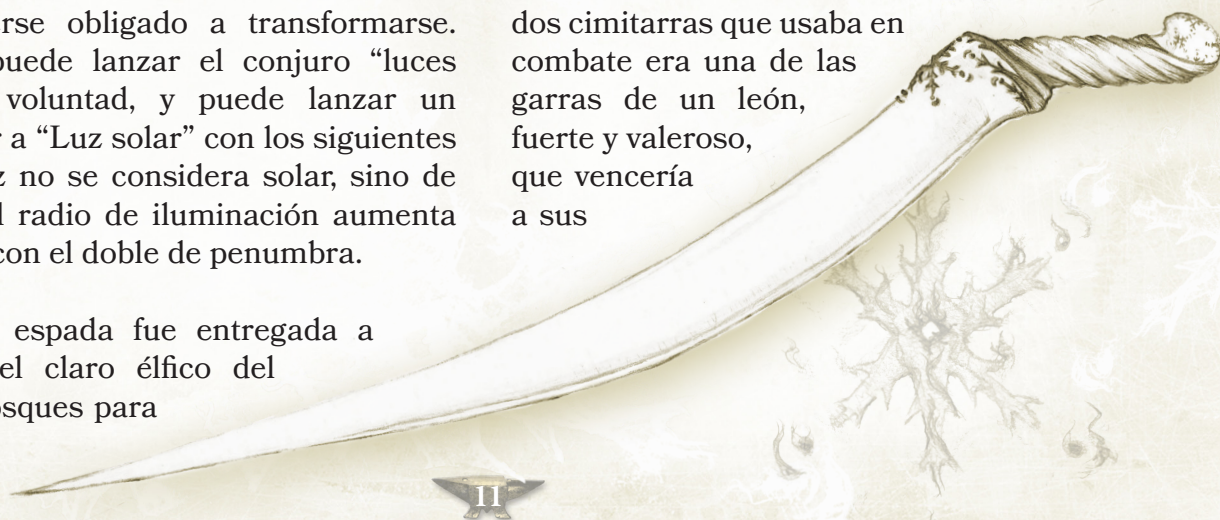 rse obligado a transformarse.
puede lanzar el conjuro “luces
voluntad, y puede lanzar un
r a “Luz solar” con los siguientes
z no se considera solar, sino de
l radio de iluminación aumenta
con el doble de penumbra.
espada fue entregada a
el claro élfico del
osques para
dos cimitarras que usaba en
combate era una de las
garras de un león,
fuerte y valeroso,
que vencería
a sus
11